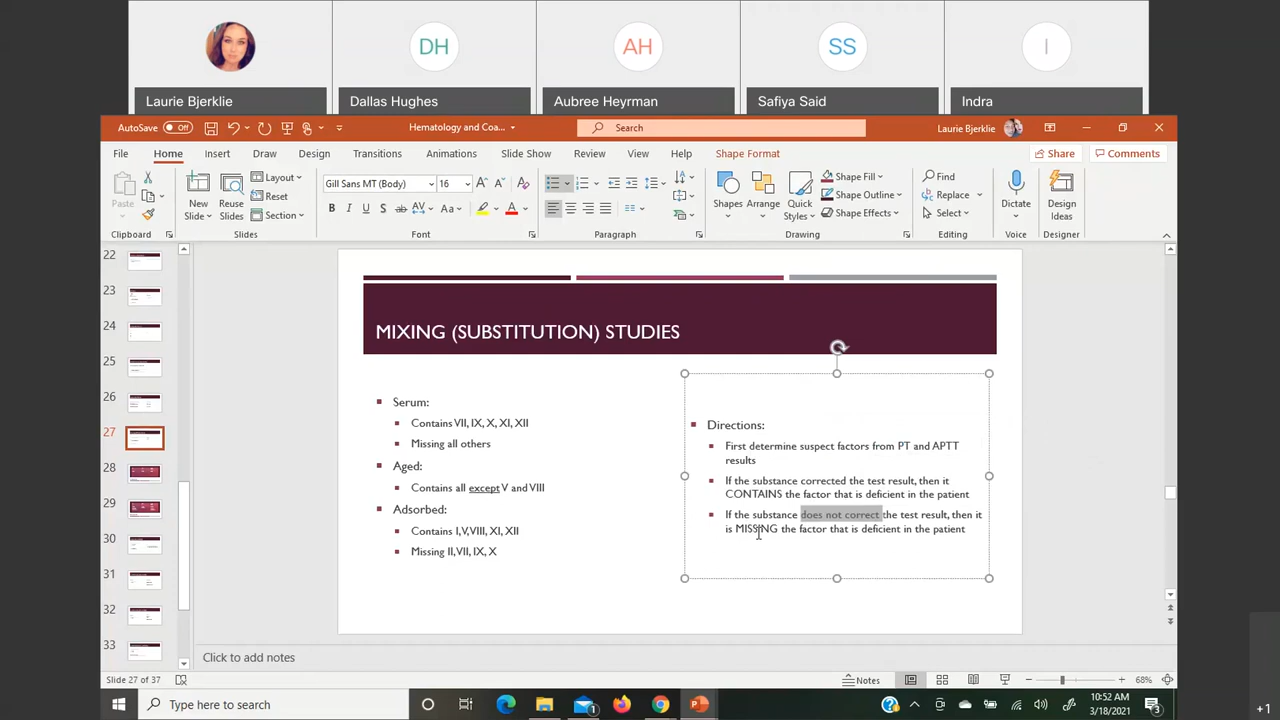 DH
AH
SS
I
Laurie Bjerklie
Dallas Hughes
Aubree Heyrman
Safiya Said
Indra
AutoSave Off
Hematology and Coa...
Search
Laurie Bjerklie
File Home Insert Draw Design Transitions Animations Slide Show Review View Help Shape Format
Share Comments
Paste
New Slides
Reuse Slides
Layout
Reset
Section
Gill Sans MT (Body) 16
Shapes
Arrange
Quick Styles
Shape Fill
Shape Outline
Shape Effects
Find
Replace
Select
Dictate
Design Ideas
Clipboard Slides Font Paragraph Drawing Editing Voice Designer
22
23
24
25
26
27
28
29
30
31
32
33
MIXING (SUBSTITUTION) STUDIES
Serum:
Contains VII, IX, X, XI, XII
Missing all others
Aged:
Contains all except V and VIII
Adsorbed:
Contains I, V, VIII, XI, XII
Missing II, VII, IX, X
Directions:
First determine suspect factors from PT and APTT
results
If the substance corrected the test result, then it
CONTAINS the factor that is deficient in the patient
If the substance does not correct the test result, then it
is MISSING the factor that is deficient in the patient
Click to add notes
Slide 27 of 37
Notes
68%
Type here to search
10:52 AM
3/18/2021
+1